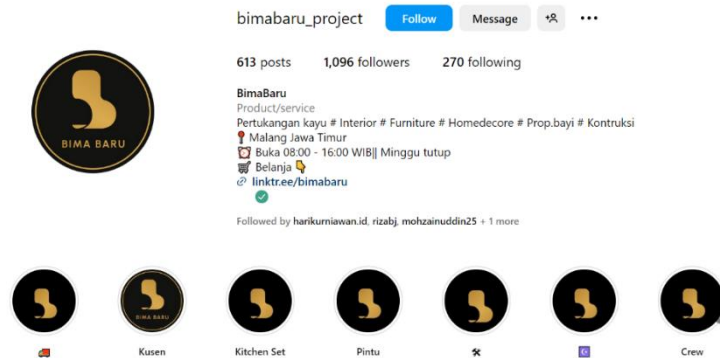 bimabaru_project Follow Message
613 posts 1,096 followers 270 following
BimaBaru
Product/service
Pertukangan kayu # Interior # Furniture # Homedecore # Prop.bayi # Kontruksi
Malang Jawa Timur
Buka 08:00 - 16:00 WIB|| Minggu tutup
Belanja
linktr.ee/bimabaru
Followed by harikurniawan.id, rizabj, mohzainuddin25 + 1 more
BIMA BARU
BIMA BARU
Kusen Kitchen Set Pintu Crew